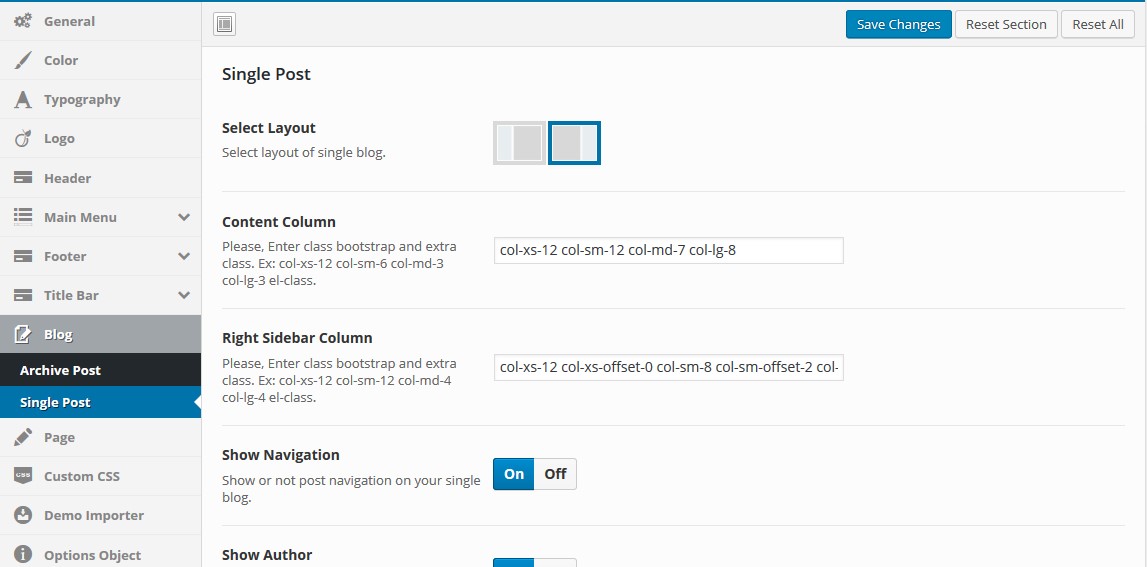 General
Color
Typography
Logo
Header
Main Menu
Footer
Title Bar
Blog
Archive Post
Single Post
Page
CSS
Custom CSS
Demo Importer
Options Object
Save Changes
Reset Section
Reset All
Single Post
Select Layout
Select layout of single blog.
Content Column
Please, Enter class bootstrap and extra
class. Ex: col-xs-12 col-sm-6 col-md-3
col-lg-3 el-class.
col-xs-12 col-sm-12 col-md-7 col-lg-8
Right Sidebar Column
Please, Enter class bootstrap and extra
class. Ex: col-xs-12 col-sm-12 col-md-4
col-lg-4 el-class.
col-xs-12 col-xs-offset-0 col-sm-8 col-sm-offset-2 col-
Show Navigation
Show or not post navigation on your single
blog.
On Off
Show Author